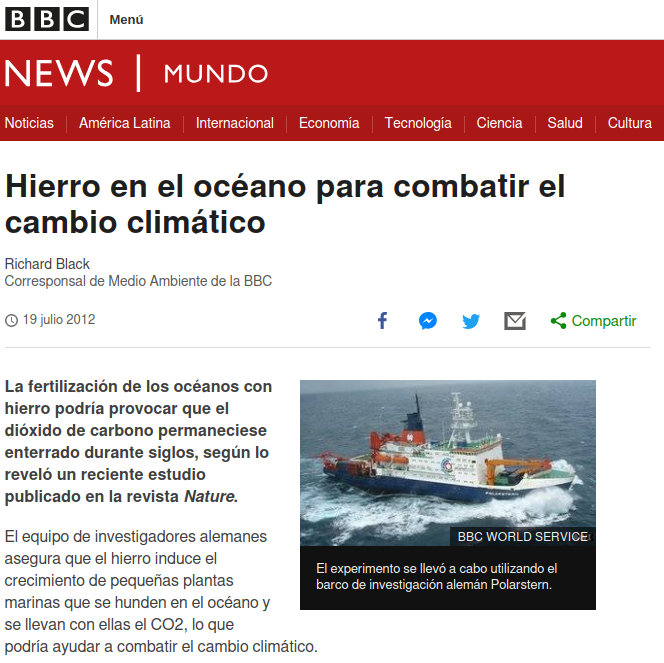 BBC Menú
NEWS | MUNDO
Noticias América Latina Internacional Economía Tecnología Ciencia Salud Cultura
Hierro en el océano para combatir el
cambio climático
Richard Black
Corresponsal de Medio Ambiente de la BBC
19 julio 2012
Compartir
La fertilización de los océanos con
hierro podría provocar que el
dióxido de carbono permaneciese
enterrado durante siglos, según lo
reveló un reciente estudio
publicado en la revista Nature.
POLARSTERN
BBC WORLD SERVICE
El experimento se llevó a cabo utilizando el
barco de investigación alemán Polarstern.
El equipo de investigadores alemanes
asegura que el hierro induce el
crecimiento de pequeñas plantas
marinas que se hunden en el océano y
se llevan con ellas el CO2, lo que
podría ayudar a combatir el cambio climático.